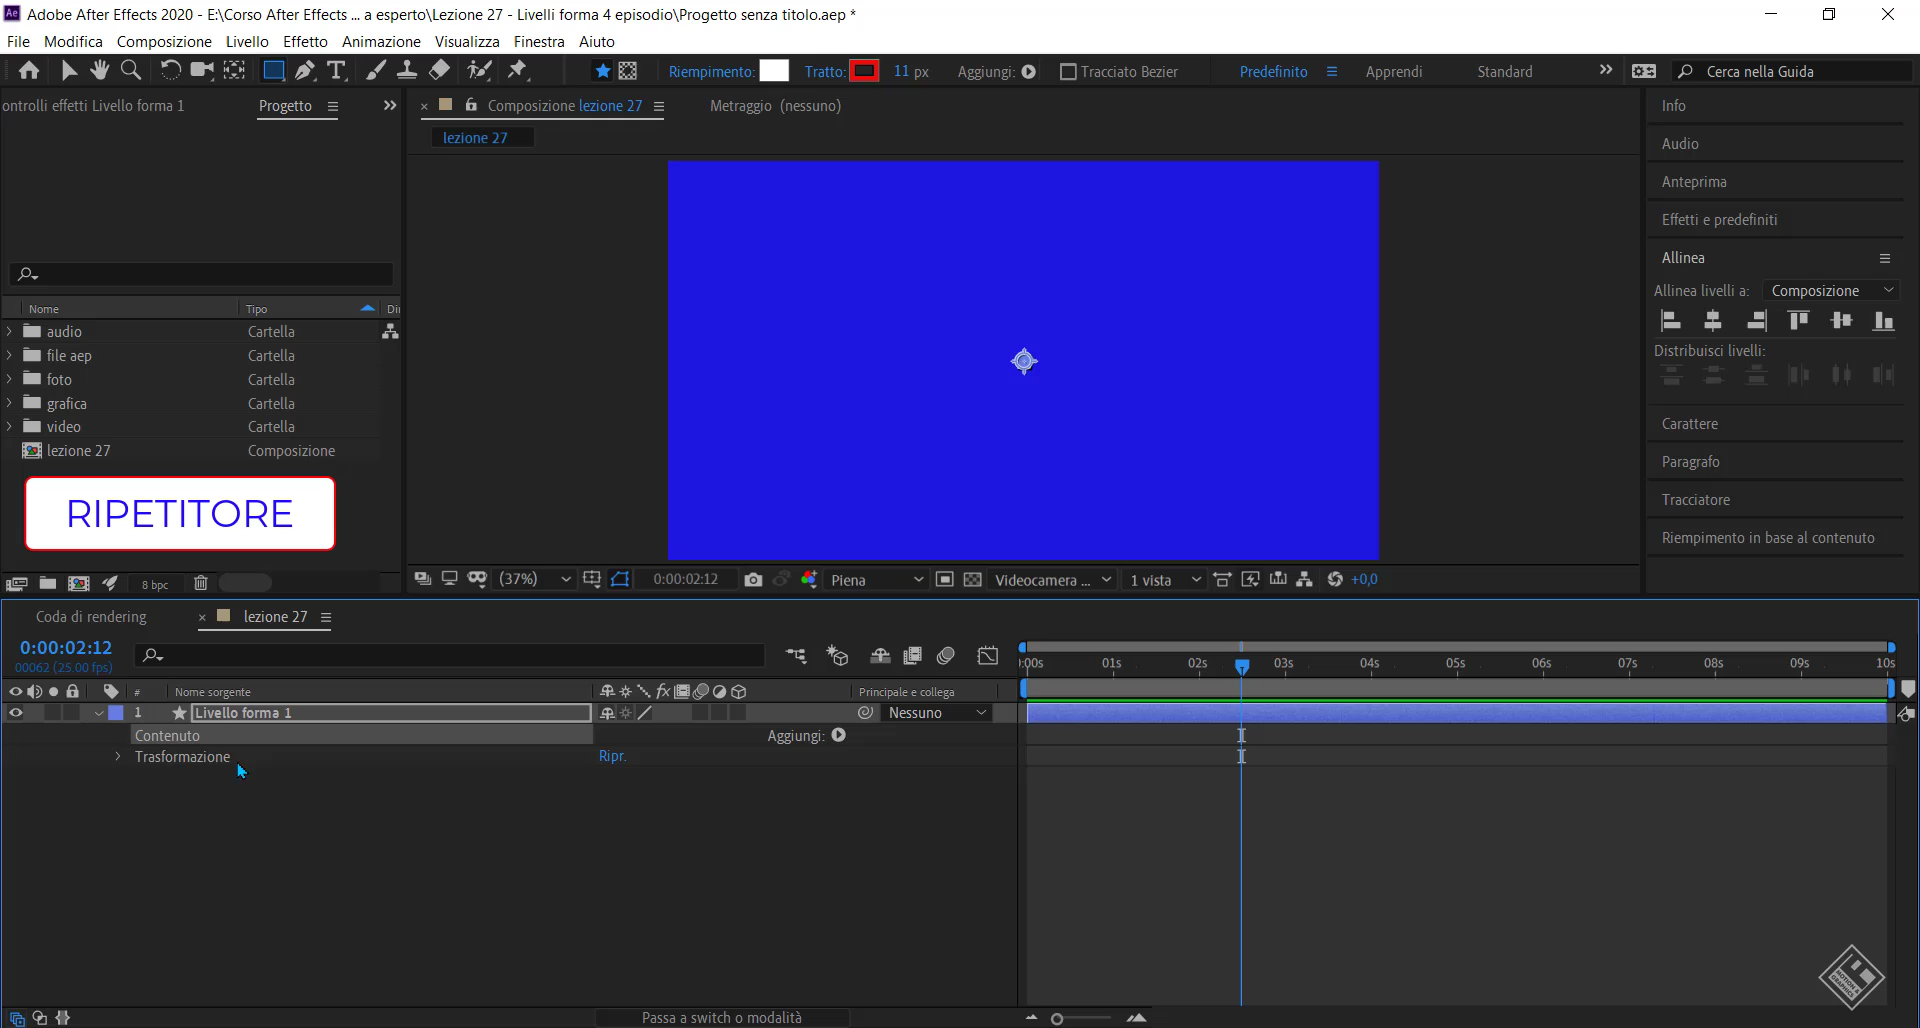 Adobe After Effects 2020 - E:\Corso After Effects ... a esperto\Lezione 27 - Livelli forma 4 episodio\Progetto senza titolo.aep *
File Modifica Composizione Livello Effetto Animazione Visualizza Finestra Aiuto
Riempimento: Tratto: 11 px Aggiungi: Tracciato Bezier Predefinito Apprendi Standard Cerca nella Guida
ontrolli effetti Livello forma 1 Progetto
Composizione lezione 27 Metraggio (nessuno)
lezione 27
Nome Tipo Di
audio Cartella
file aep Cartella
foto Cartella
grafica Cartella
video Cartella
lezione 27 Composizione
RIPETITORE
8 bpc
(37%) 0:00:02:12 Piena Videocamera ... 1 vista +0,0
Info
Audio
Anteprima
Effetti e predefiniti
Allinea
Allinea livelli a: Composizione
Distribuisci livelli:
Carattere
Paragrafo
Tracciatore
Riempimento in base al contenuto
Coda di rendering lezione 27
0:00:02:12
00062 (25.00 fps)
):00s 01s 02s 03s 04s 05s 06s 07s 08s 09s 10s
# Nome sorgente fx Principale e collega
1 Livello forma 1 Nessuno
Contenuto Aggiungi:
Trasformazione Ripr.
Passa a switch o modalità